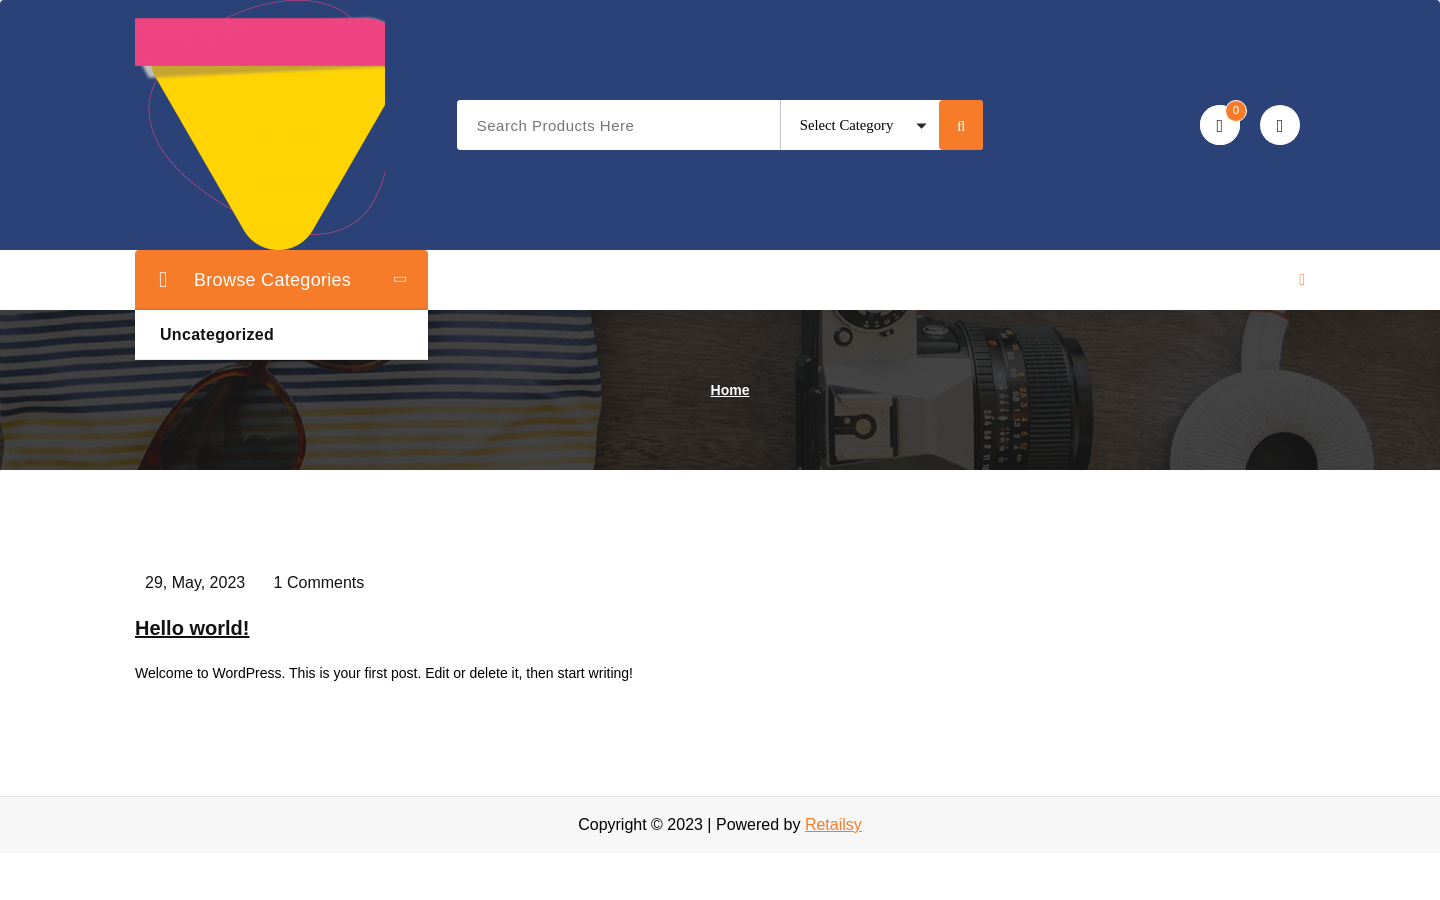 Search Products Here
Select Category
0
Browse Categories
Uncategorized
Home
29, May, 2023
1 Comments
Hello world!
Welcome to WordPress. This is your first post. Edit or delete it, then start writing!
Copyright © 2023 | Powered by Retailsy